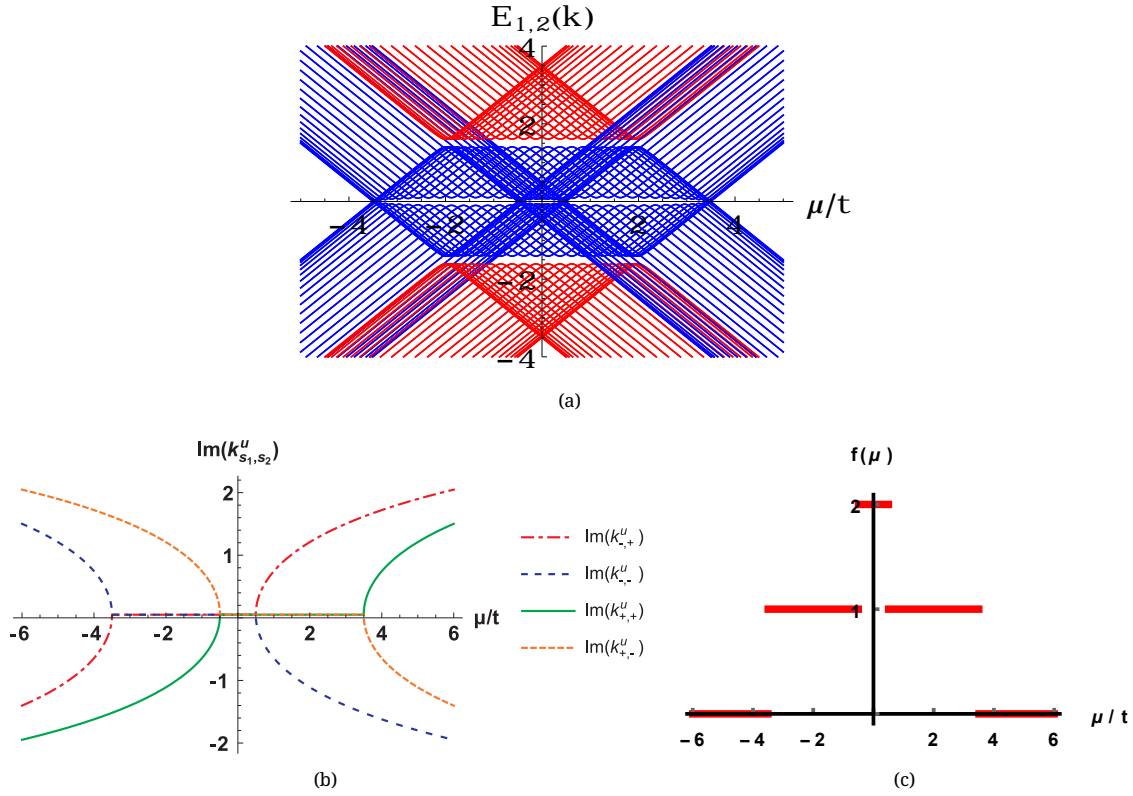 E₁,₂(k)
4
2
−4 −2 2 4 μ/t
−2
−4
(a)
Im(kᵘₛ₁,ₛ₂)
2
1
-6 -4 -2 0 2 4 6 μ/t
-1
-2
Im(kᵘ₋,₊)
Im(kᵘ₋,₋)
Im(kᵘ₊,₊)
Im(kᵘ₊,₋)
(b)
f(μ)
2
1
−6 −4 −2 2 4 6 μ / t
(c)